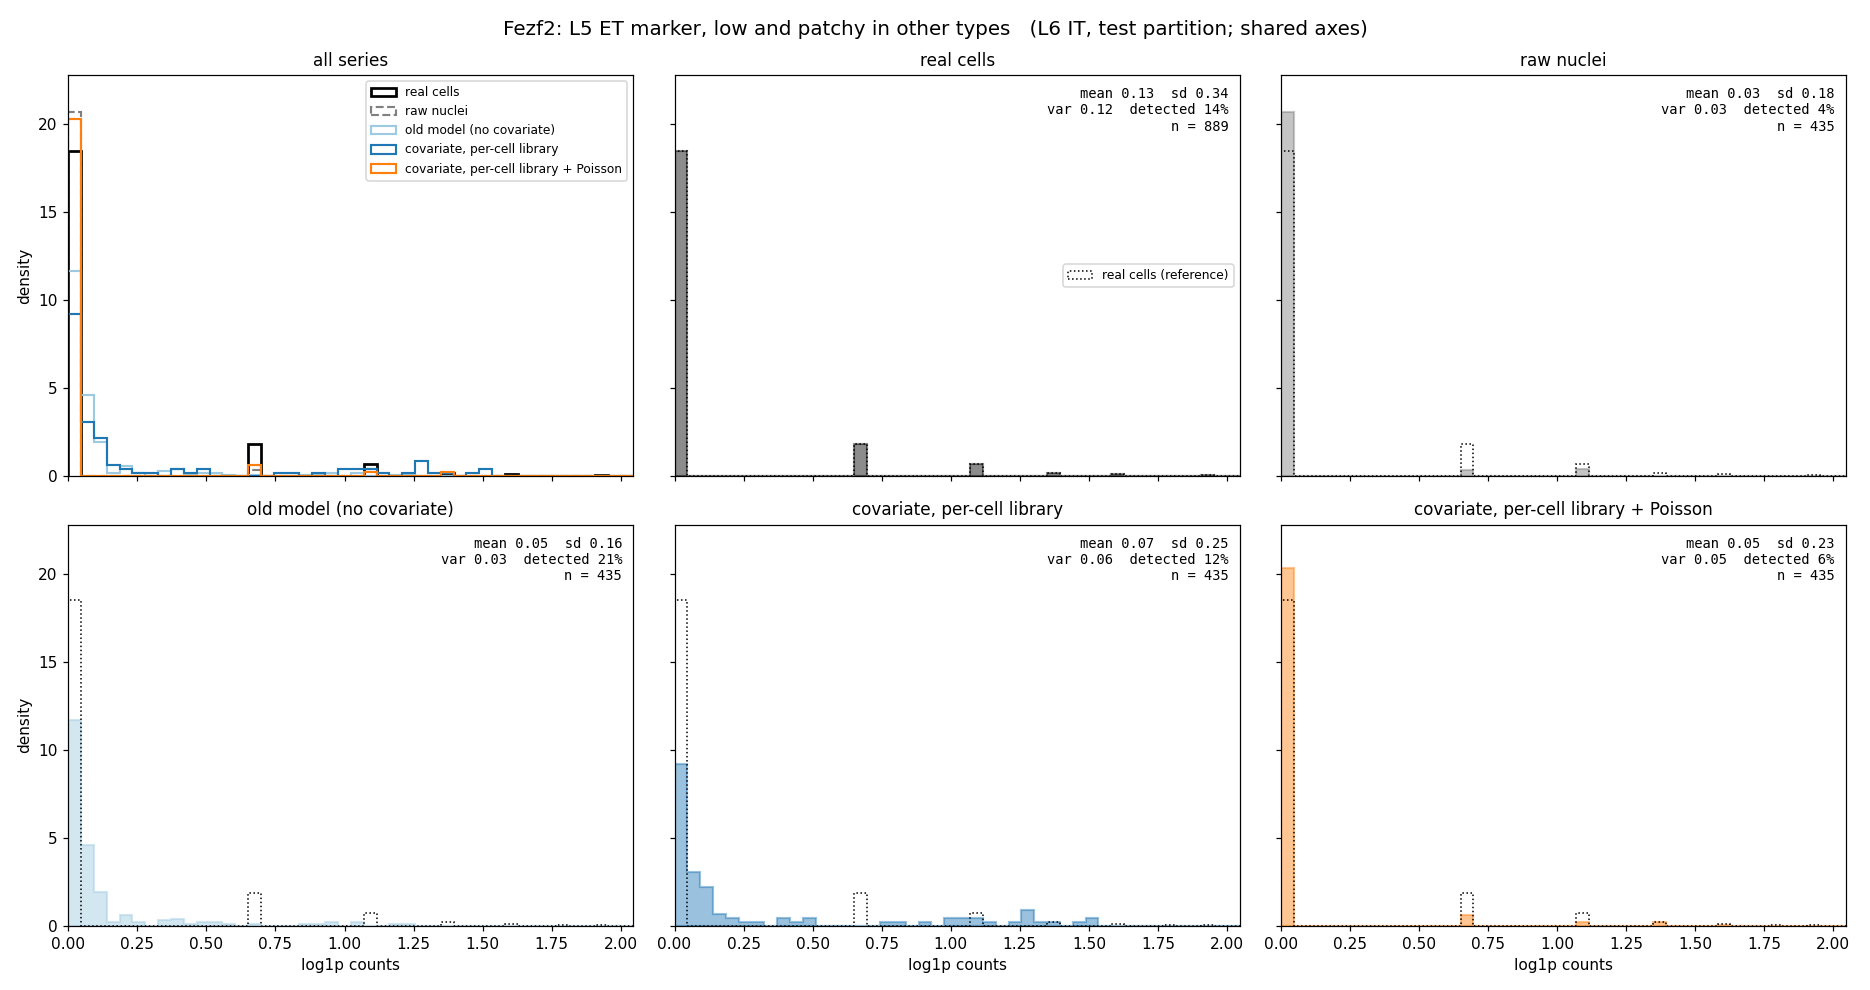 Fezf2: L5 ET marker, low and patchy in other types   (L6 IT, test partition; shared axes)
all series
real cells
raw nuclei
density
20
15
10
5
0
real cells
raw nuclei
old model (no covariate)
covariate, per-cell library
covariate, per-cell library + Poisson
mean 0.13  sd 0.34
var 0.12  detected 14%
n = 889
real cells (reference)
mean 0.03  sd 0.18
var 0.03  detected 4%
n = 435
old model (no covariate)
covariate, per-cell library
covariate, per-cell library + Poisson
density
20
15
10
5
0
mean 0.05  sd 0.16
var 0.03  detected 21%
n = 435
mean 0.07  sd 0.25
var 0.06  detected 12%
n = 435
mean 0.05  sd 0.23
var 0.05  detected 6%
n = 435
0.00 0.25 0.50 0.75 1.00 1.25 1.50 1.75 2.00
0.00 0.25 0.50 0.75 1.00 1.25 1.50 1.75 2.00
0.00 0.25 0.50 0.75 1.00 1.25 1.50 1.75 2.00
log1p counts
log1p counts
log1p counts